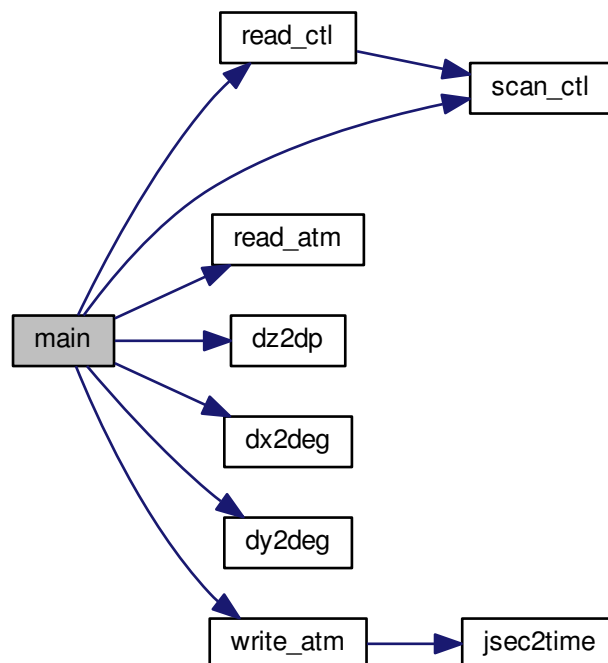 read_ctl
scan_ctl
read_atm
main
dz2dp
dx2deg
dy2deg
write_atm
jsec2time